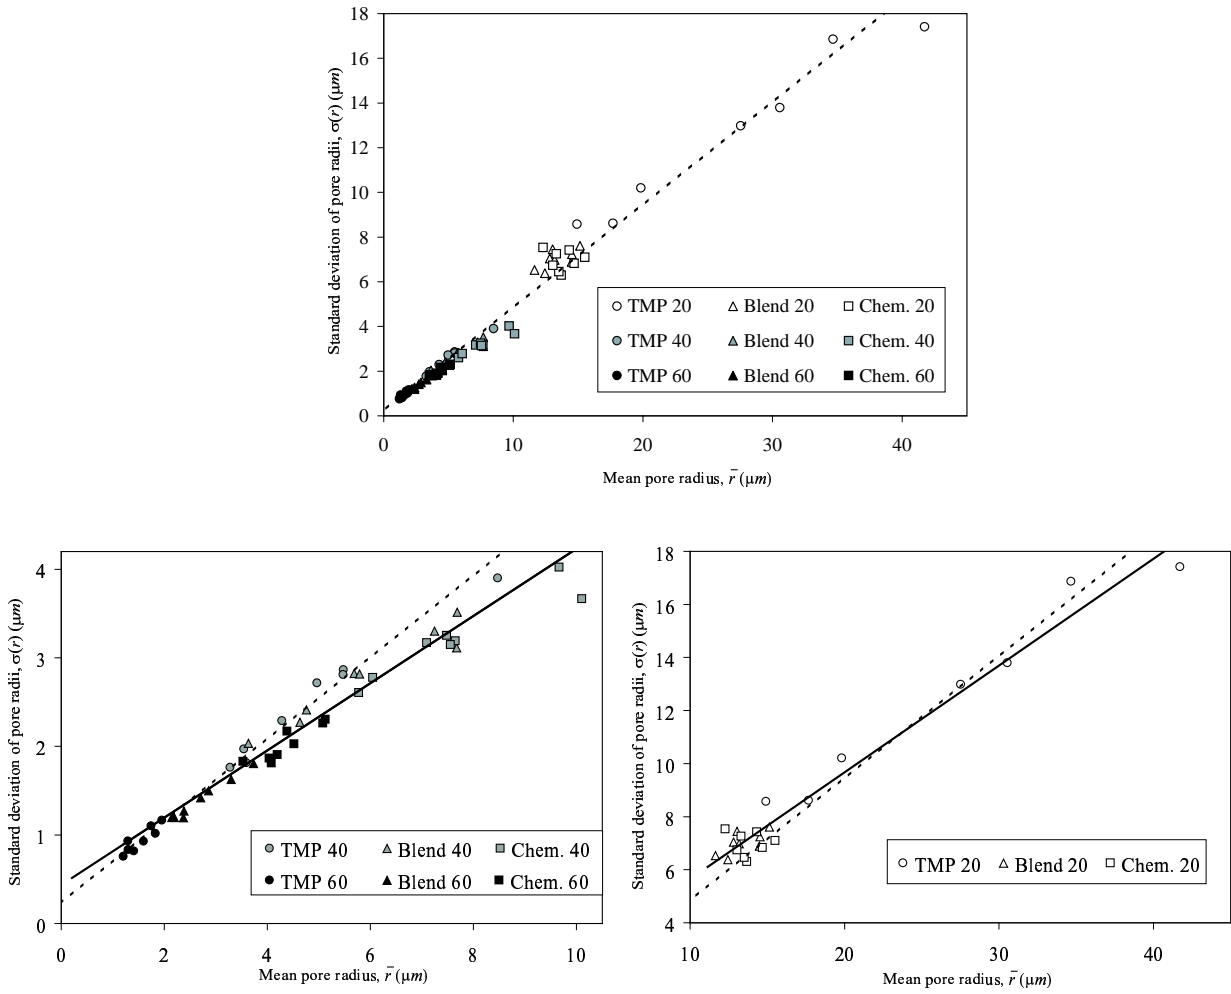 18
16
14
12
10
8
6
4
2
0
Standard deviation of pore radii, σ(r) (μm)
TMP 20 Blend 20 Chem. 20
TMP 40 Blend 40 Chem. 40
TMP 60 Blend 60 Chem. 60
0 10 20 30 40
Mean pore radius, r̄ (μm)
4
3
2
1
0
Standard deviation of pore radii, σ(r) (μm)
TMP 40 Blend 40 Chem. 40
TMP 60 Blend 60 Chem. 60
0 2 4 6 8 10
Mean pore radius, r̄ (μm)
18
16
14
12
10
8
6
4
Standard deviation of pore radii, σ(r) (μm)
TMP 20 Blend 20 Chem. 20
10 20 30 40
Mean pore radius, r̄ (μm)